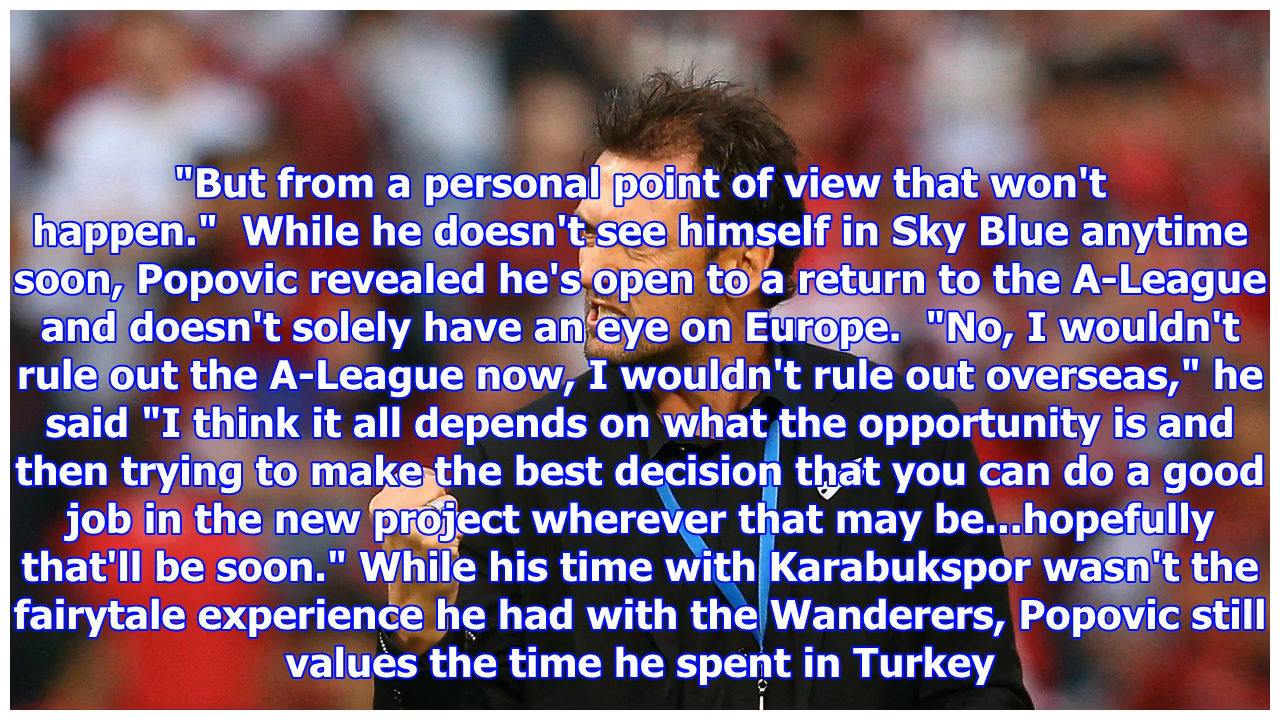 "But from a personal point of view that won't
happen."  While he doesn't see himself in Sky Blue anytime
soon, Popovic revealed he's open to a return to the A-League
and doesn't solely have an eye on Europe.  "No, I wouldn't
rule out the A-League now, I wouldn't rule out overseas," he
said "I think it all depends on what the opportunity is and
then trying to make the best decision that you can do a good
job in the new project wherever that may be...hopefully
that'll be soon." While his time with Karabukspor wasn't the
fairytale experience he had with the Wanderers, Popovic still
values the time he spent in Turkey